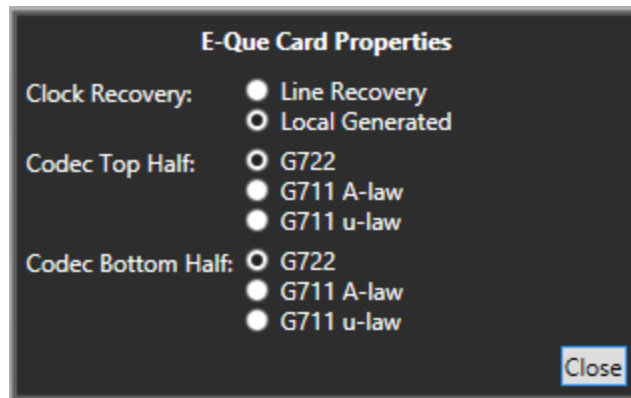 E-Que Card Properties
Clock Recovery: Line Recovery
Local Generated
Codec Top Half: G722
G711 A-law
G711 u-law
Codec Bottom Half: G722
G711 A-law
G711 u-law
Close